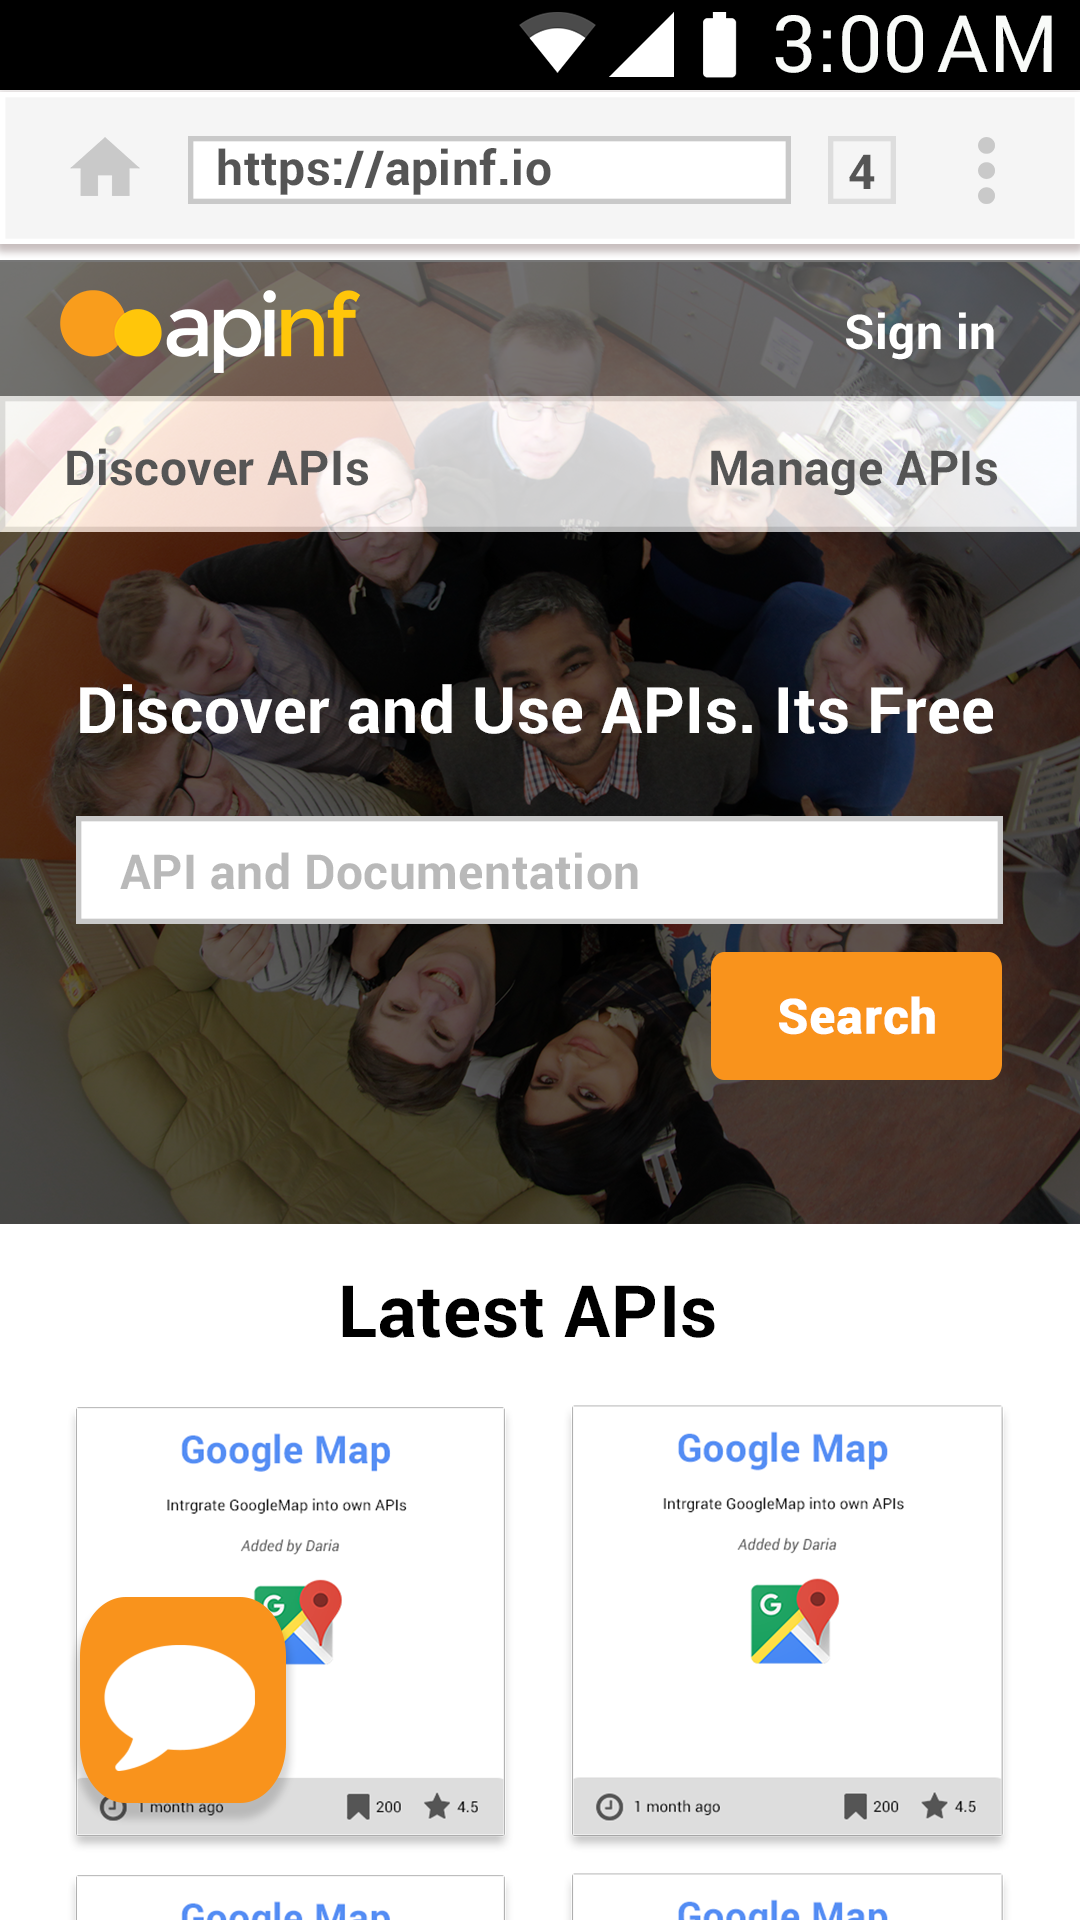 3:00 AM
https://apinf.io
4
apinf
Sign in
Discover APIs
Manage APIs
Discover and Use APIs. Its Free
API and Documentation
Search
Latest APIs
Google Map
Intrgrate GoogleMap into own APIs
Added by Daria
G
1 month ago
200
4.5
Google Map
Intrgrate GoogleMap into own APIs
Added by Daria
G
1 month ago
200
4.5
Google Map
Google Map